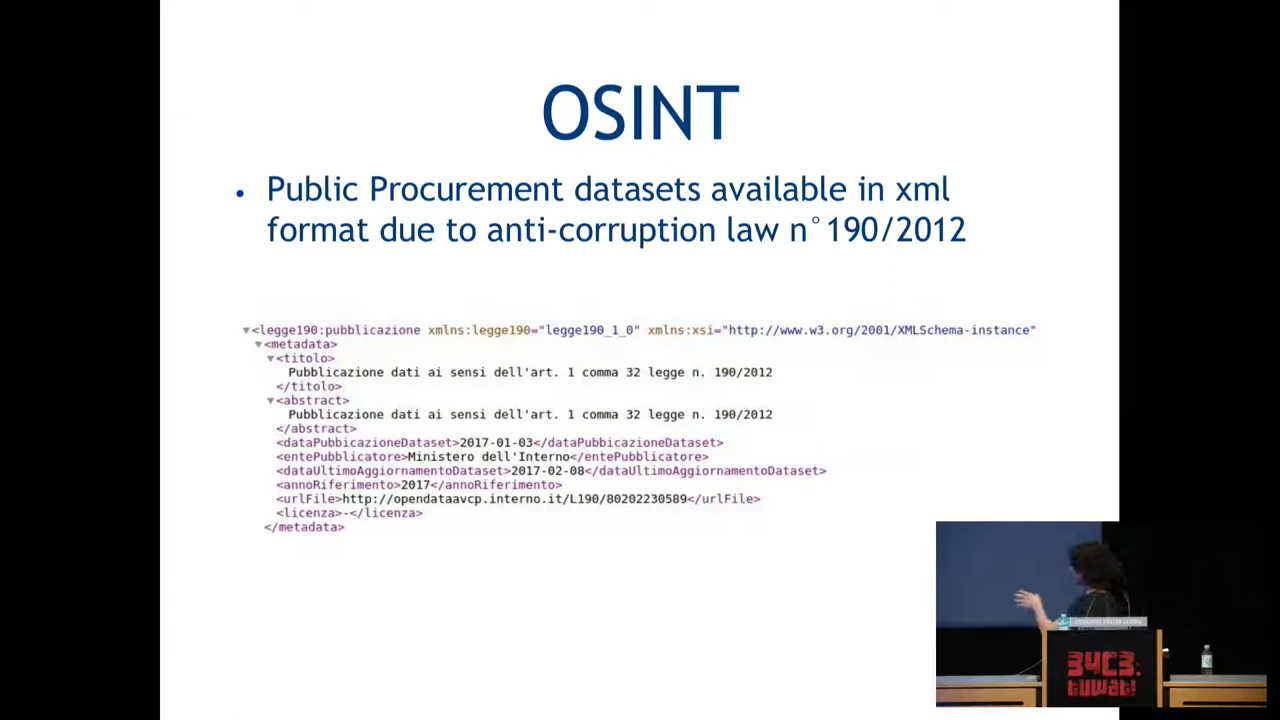 OSINT
• Public Procurement datasets available in xml
format due to anti-corruption law n°190/2012
▼<legge190:pubblicazione xmlns:legge190="legge190_1_0" xmlns:xsi="http://www.w3.org/2001/XMLSchema-instance"
▼<metadata>
▼<titolo>
Pubblicazione dati ai sensi dell'art. 1 comma 32 legge n. 190/2012
</titolo>
▼<abstract>
Pubblicazione dati ai sensi dell'art. 1 comma 32 legge n. 190/2012
</abstract>
<dataPubbicazioneDataset>2017-01-03</dataPubbicazioneDataset>
<entePubblicatore>Ministero dell'Interno</entePubblicatore>
<dataUltimoAggiornamentoDataset>2017-02-08</dataUltimoAggiornamentoDataset>
<annoRiferimento>2017</annoRiferimento>
<urlFile>http://opendataavcp.interno.it/L190/80202230589</urlFile>
<licenza>-</licenza>
</metadata>
34C3.
tuwat!